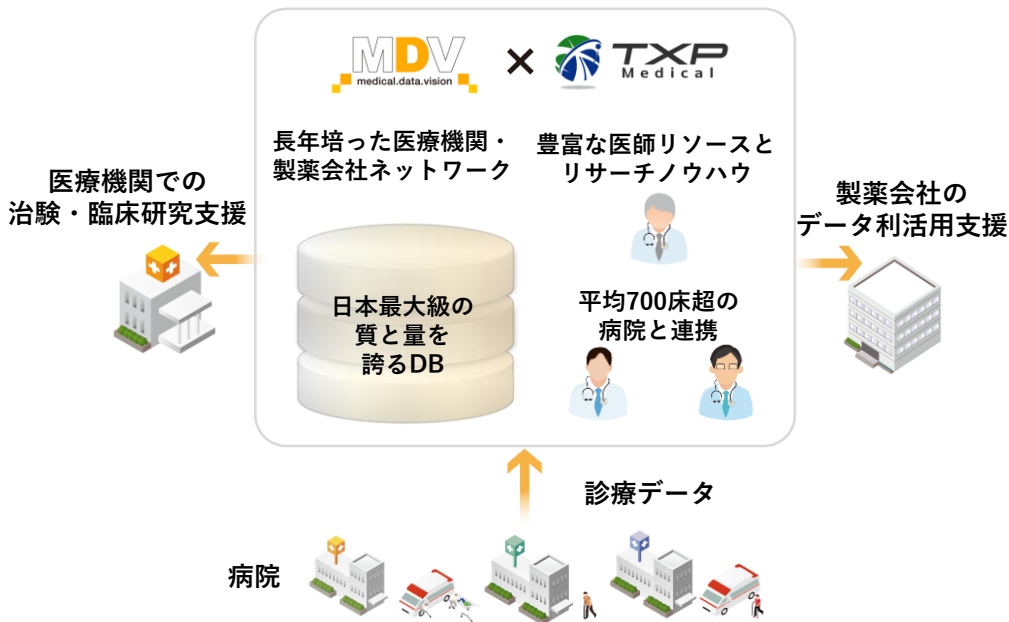 MDV
medical.data.vision
×
TXP
Medical
長年培った医療機関・
製薬会社ネットワーク
豊富な医師リソースと
リサーチノウハウ
医療機関での
治験・臨床研究支援
製薬会社の
データ利活用支援
日本最大級の
質と量を
誇るDB
平均700床超の
病院と連携
診療データ
病院